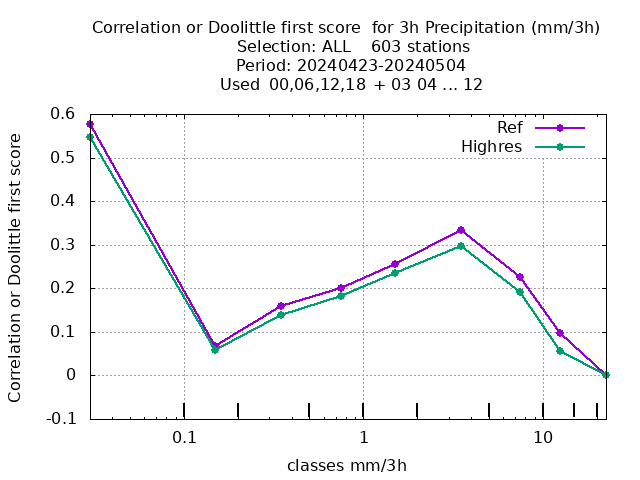 Correlation or Doolittle first score  for 3h Precipitation (mm/3h)
Selection: ALL    603 stations
Period: 20240423-20240504
Used 00,06,12,18 + 03 04 ... 12
Ref
Highres
Correlation or Doolittle first score
0.6
0.5
0.4
0.3
0.2
0.1
0
-0.1
0.1
1
10
classes mm/3h